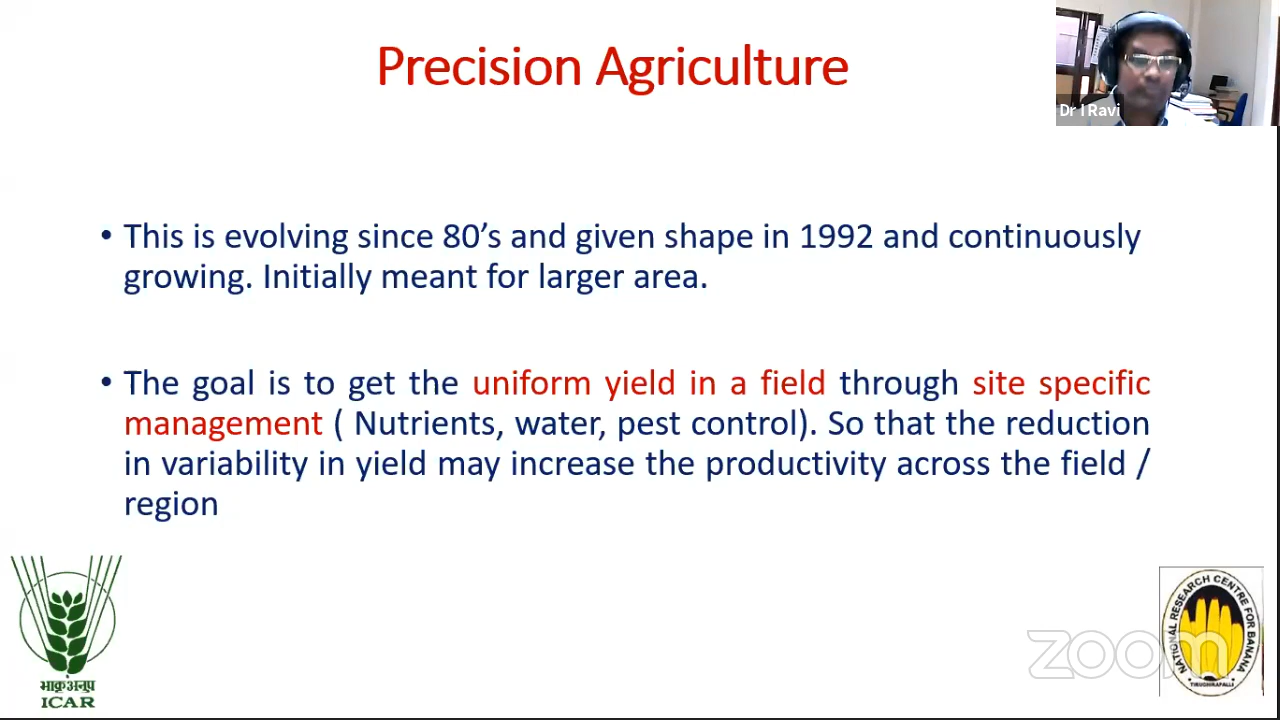 Precision Agriculture
Dr I Ravi
• This is evolving since 80’s and given shape in 1992 and continuously
growing. Initially meant for larger area.
• The goal is to get the uniform yield in a field through site specific
management ( Nutrients, water, pest control). So that the reduction
in variability in yield may increase the productivity across the field /
region
भाकृअनुप
ICAR
NATIONAL RESEARCH CENTRE FOR BANANA
TIRUCHIRAPALLI
zoom